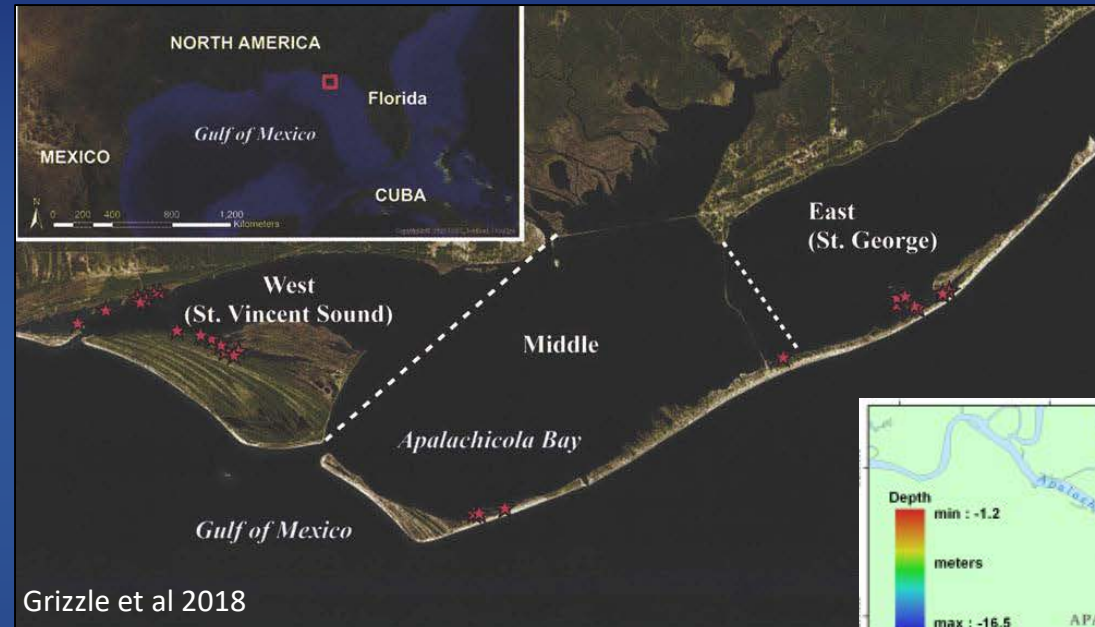 NORTH AMERICA
Florida
Gulf of Mexico
MEXICO
CUBA
N
0 200 400 800 1,200
Kilometers
East
(St. George)
West
(St. Vincent Sound)
Middle
Apalachicola Bay
Gulf of Mexico
Grizzle et al 2018
Depth
min : -1.2
meters
max : -16.5